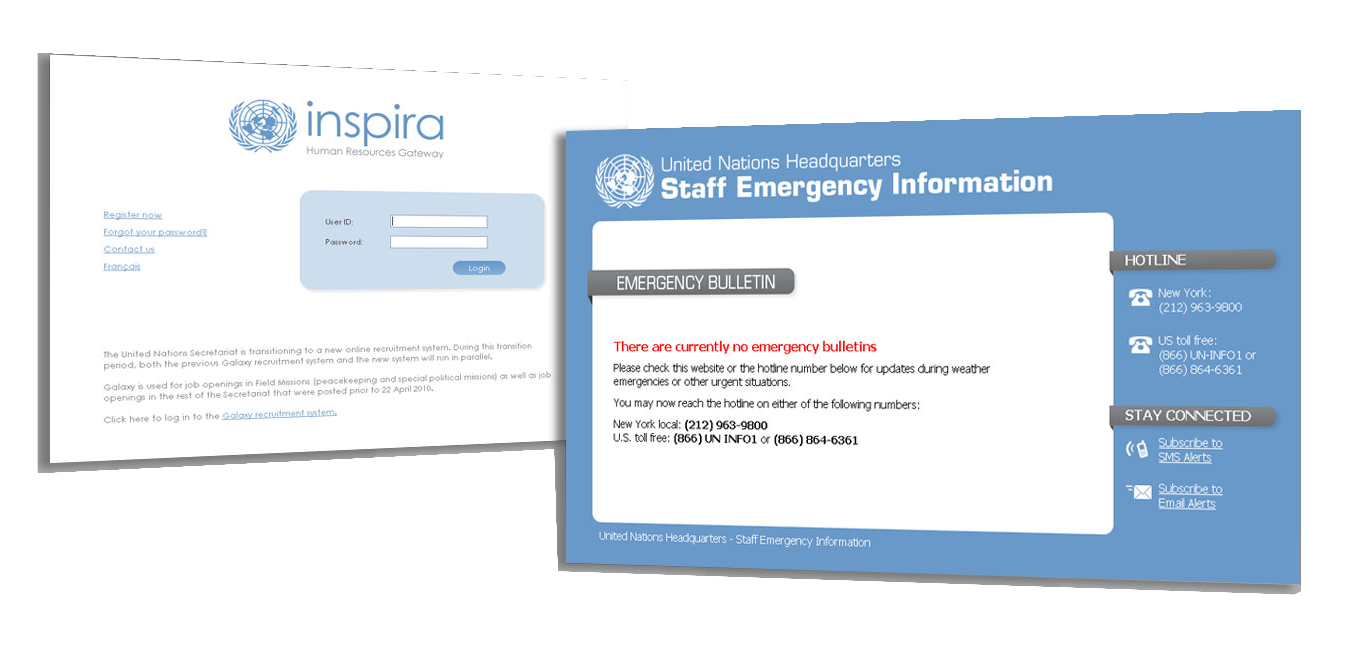 inspira
Human Resources Gateway
Register now
Forgot your password?
Contact us
Français
User ID:
Password:
Login
The United Nations Secretariat is transitioning to a new online recruitment system. During this transition
period, both the previous Galaxy recruitment system and the new system will run in parallel.
Galaxy is used for job openings in Field Missions (peacekeeping and special political missions) as well as job
openings in the rest of the Secretariat that were posted prior to 22 April 2010.
Click here to log in to the Galaxy recruitment system.
United Nations Headquarters
Staff Emergency Information
EMERGENCY BULLETIN
There are currently no emergency bulletins
Please check this website or the hotline number below for updates during weather
emergencies or other urgent situations.
You may now reach the hotline on either of the following numbers:
New York local: (212) 963-9800
U.S. toll free: (866) UN INFO1 or (866) 864-6361
HOTLINE
New York:
(212) 963-9800
US toll free:
(866) UN-INFO1 or
(866) 864-6361
STAY CONNECTED
Subscribe to
SMS Alerts
Subscribe to
Email Alerts
United Nations Headquarters - Staff Emergency Information